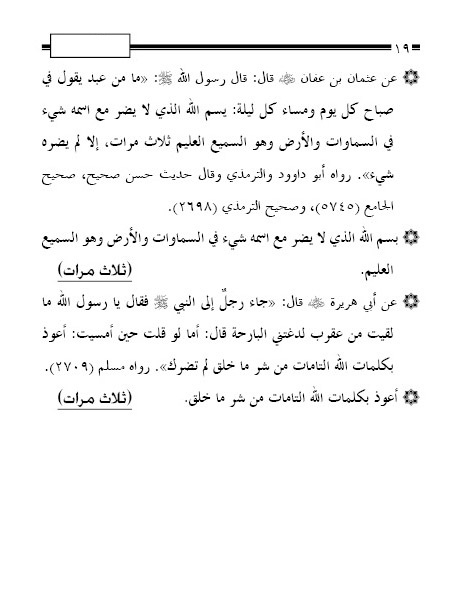 ١٩
عن عثمان بن عفان ﷺ قال: قال رسول الله ﷺ: «ما من عبد يقول في
صباح كل يوم ومساء كل ليلة: بسم الله الذي لا يضر مع اسمه شيء
في السماوات والأرض وهو السميع العليم ثلاث مرات، إلا لم يضره
شيء». رواه أبو داوود والترمذي وقال حديث حسن صحيح، صحيح
الجامع (٥٧٤٥)، وصحيح الترمذي (٢٦٩٨).
بسم الله الذي لا يضر مع اسمه شيء في السماوات والأرض وهو السميع
العليم. (ثلاث مرات)
عن أبي هريرة قال: «جاء رجلٌ إلى النبي ﷺ فقال يا رسول الله ما
لقيت من عقرب لدغتني البارحة قال: أما لو قلت حين أمسيت: أعوذ
بكلمات الله التامات من شر ما خلق لم تضرك». رواه مسلم (٢٧٠٩).
أعوذ بكلمات الله التامات من شر ما خلق. (ثلاث مرات)